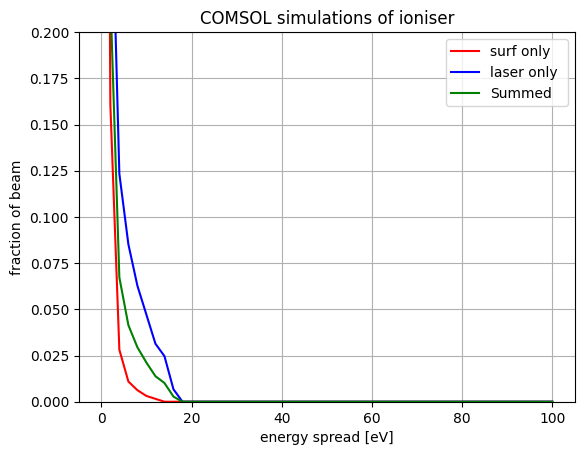 COMSOL simulations of ioniser
0.200
0.175
0.150
0.125
0.100
0.075
0.050
0.025
0.000
fraction of beam
surf only
laser only
Summed
0
20
40
60
80
100
energy spread [eV]